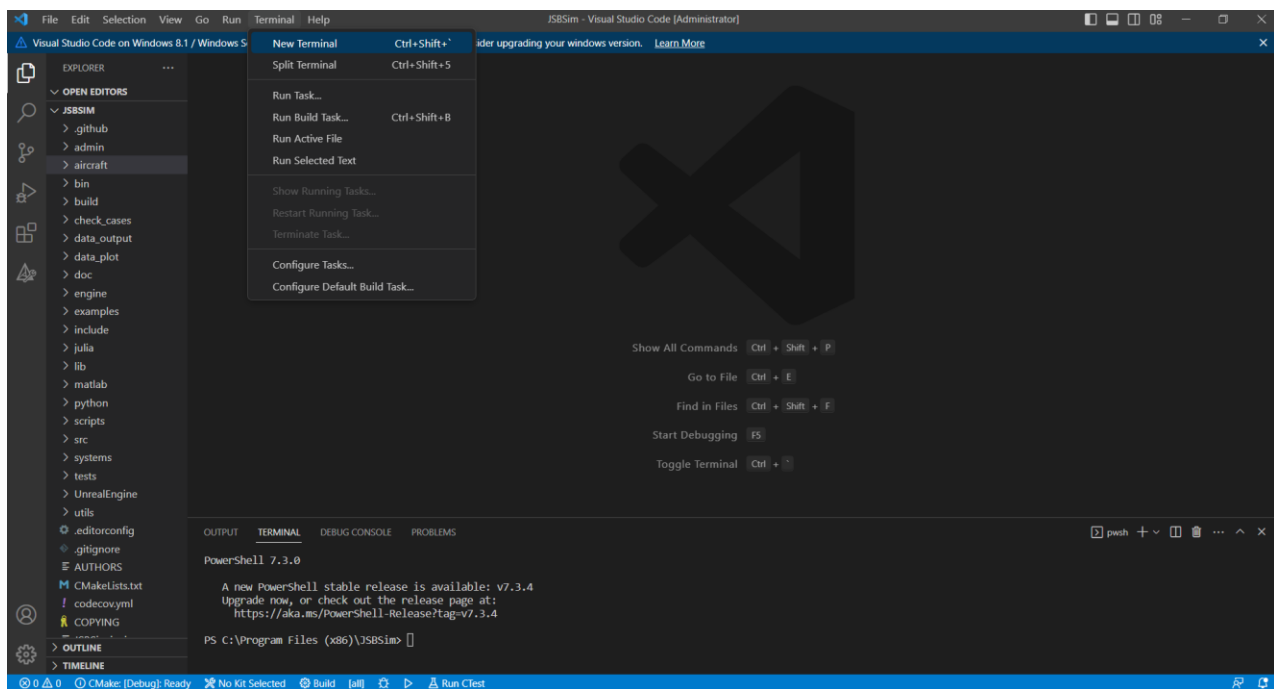 File Edit Selection View Go Run Terminal Help JSBSim - Visual Studio Code [Administrator]
Visual Studio Code on Windows 8.1 / Windows S
ider upgrading your windows version. Learn More
New Terminal Ctrl+Shift+`
Split Terminal Ctrl+Shift+5
Run Task...
Run Build Task... Ctrl+Shift+B
Run Active File
Run Selected Text
Show Running Tasks...
Restart Running Task...
Terminate Task...
Configure Tasks...
Configure Default Build Task...
EXPLORER
OPEN EDITORS
JSBSIM
.github
admin
aircraft
bin
build
check_cases
data_output
data_plot
doc
engine
examples
include
julia
lib
matlab
python
scripts
src
systems
tests
UnrealEngine
utils
.editorconfig
.gitignore
AUTHORS
CMakeLists.txt
codecov.yml
COPYING
OUTLINE
TIMELINE
Show All Commands Ctrl + Shift + P
Go to File Ctrl + E
Find in Files Ctrl + Shift + F
Start Debugging F5
Toggle Terminal Ctrl + `
OUTPUT TERMINAL DEBUG CONSOLE PROBLEMS
pwsh
PowerShell 7.3.0
A new PowerShell stable release is available: v7.3.4
Upgrade now, or check out the release page at:
https://aka.ms/PowerShell-Release?tag=v7.3.4
PS C:\Program Files (x86)\JSBSim>
0 0 CMake: [Debug]: Ready No Kit Selected Build [all] Run CTest